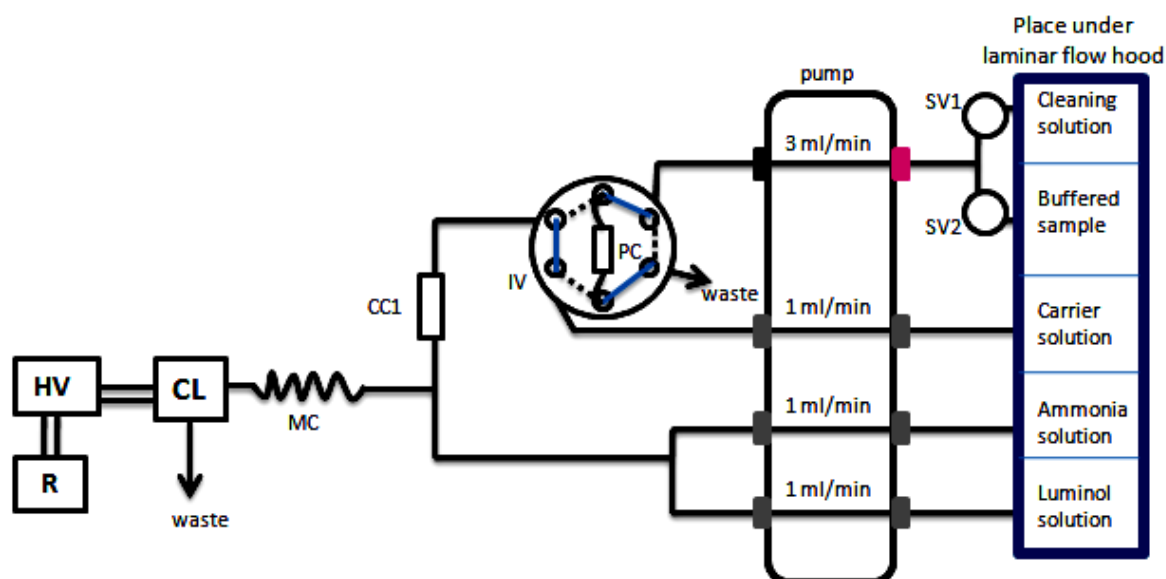 Place under
laminar flow hood
pump
SV1
Cleaning
solution
3 ml/min
Buffered
sample
SV2
PC
IV
waste
CC1
1 ml/min
Carrier
solution
HV
CL
MC
1 ml/min
Ammonia
solution
R
waste
1 ml/min
Luminol
solution